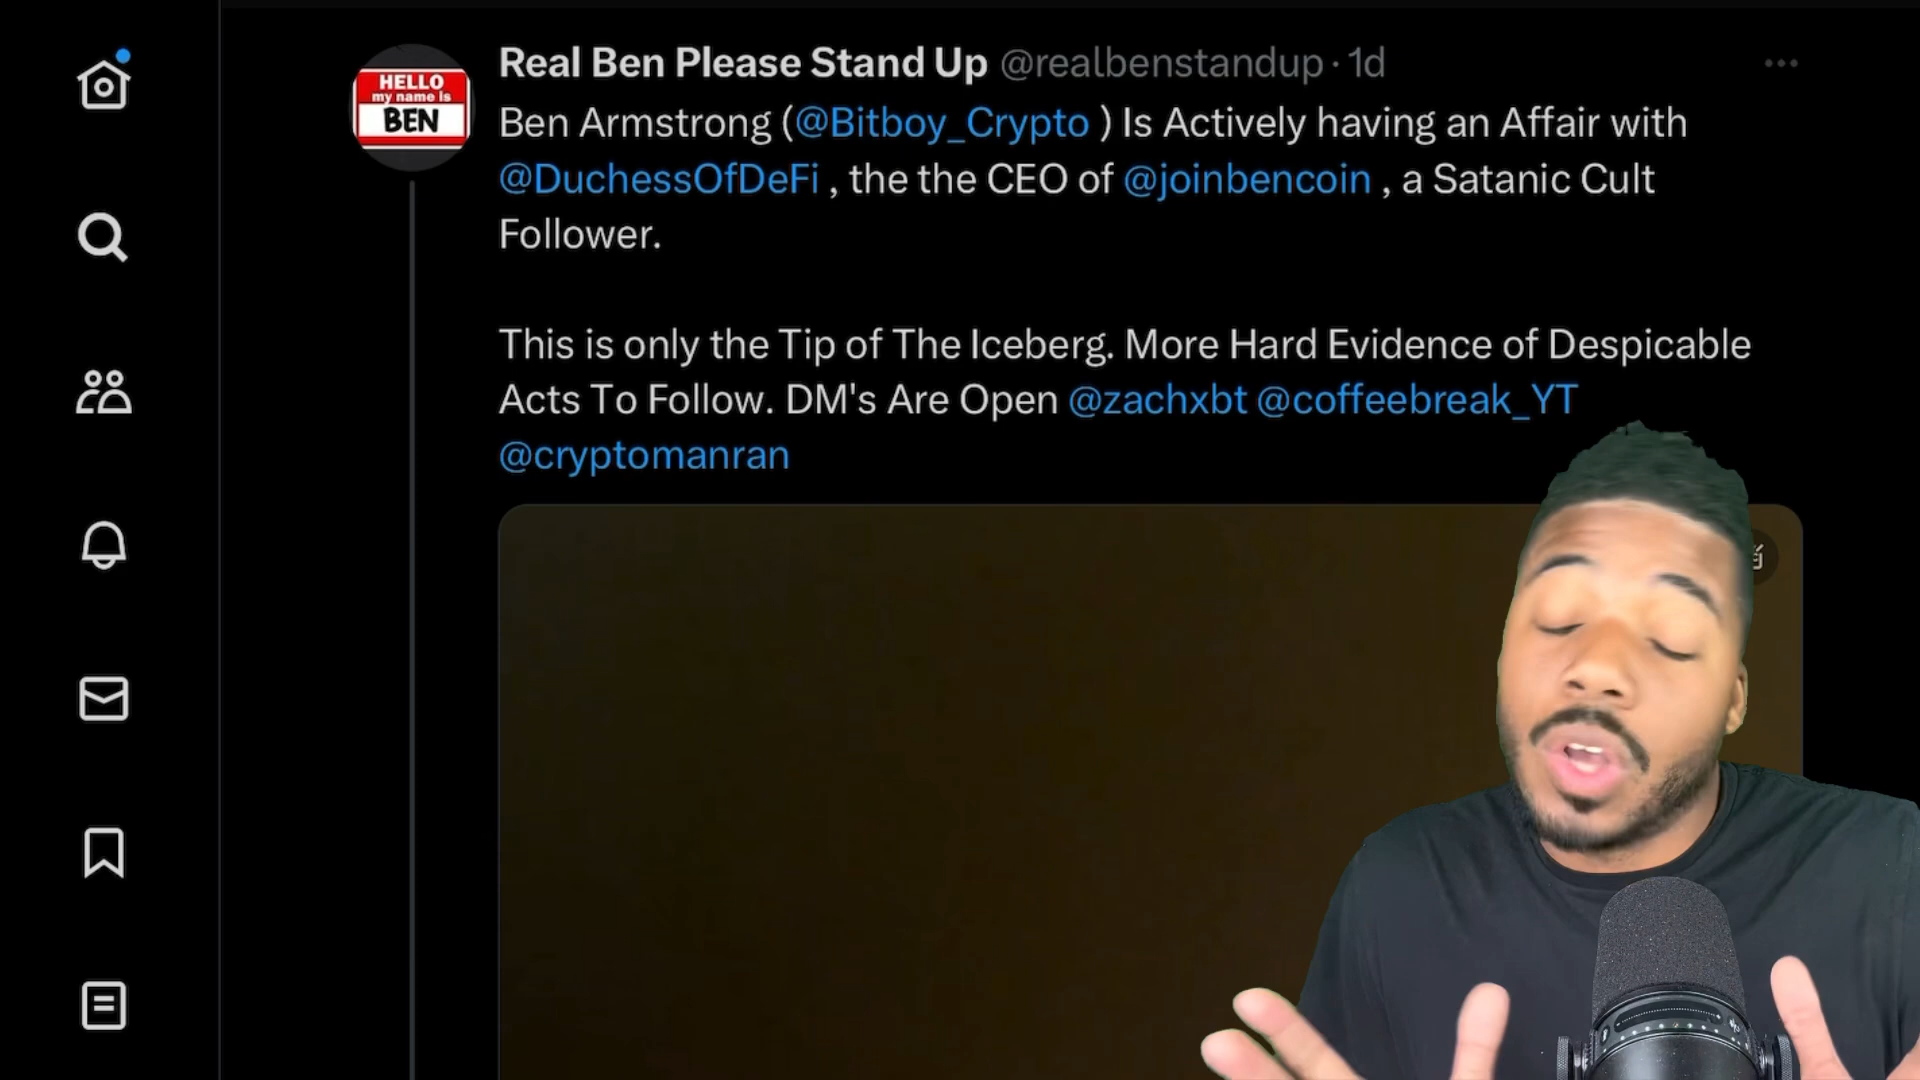 HELLO
my name is
BEN
Real Ben Please Stand Up @realbenstandup · 1d
Ben Armstrong (@Bitboy_Crypto ) Is Actively having an Affair with
@DuchessOfDeFi , the the CEO of @joinbencoin , a Satanic Cult
Follower.
This is only the Tip of The Iceberg. More Hard Evidence of Despicable
Acts To Follow. DM's Are Open @zachxbt @coffeebreak_YT
@cryptomanran